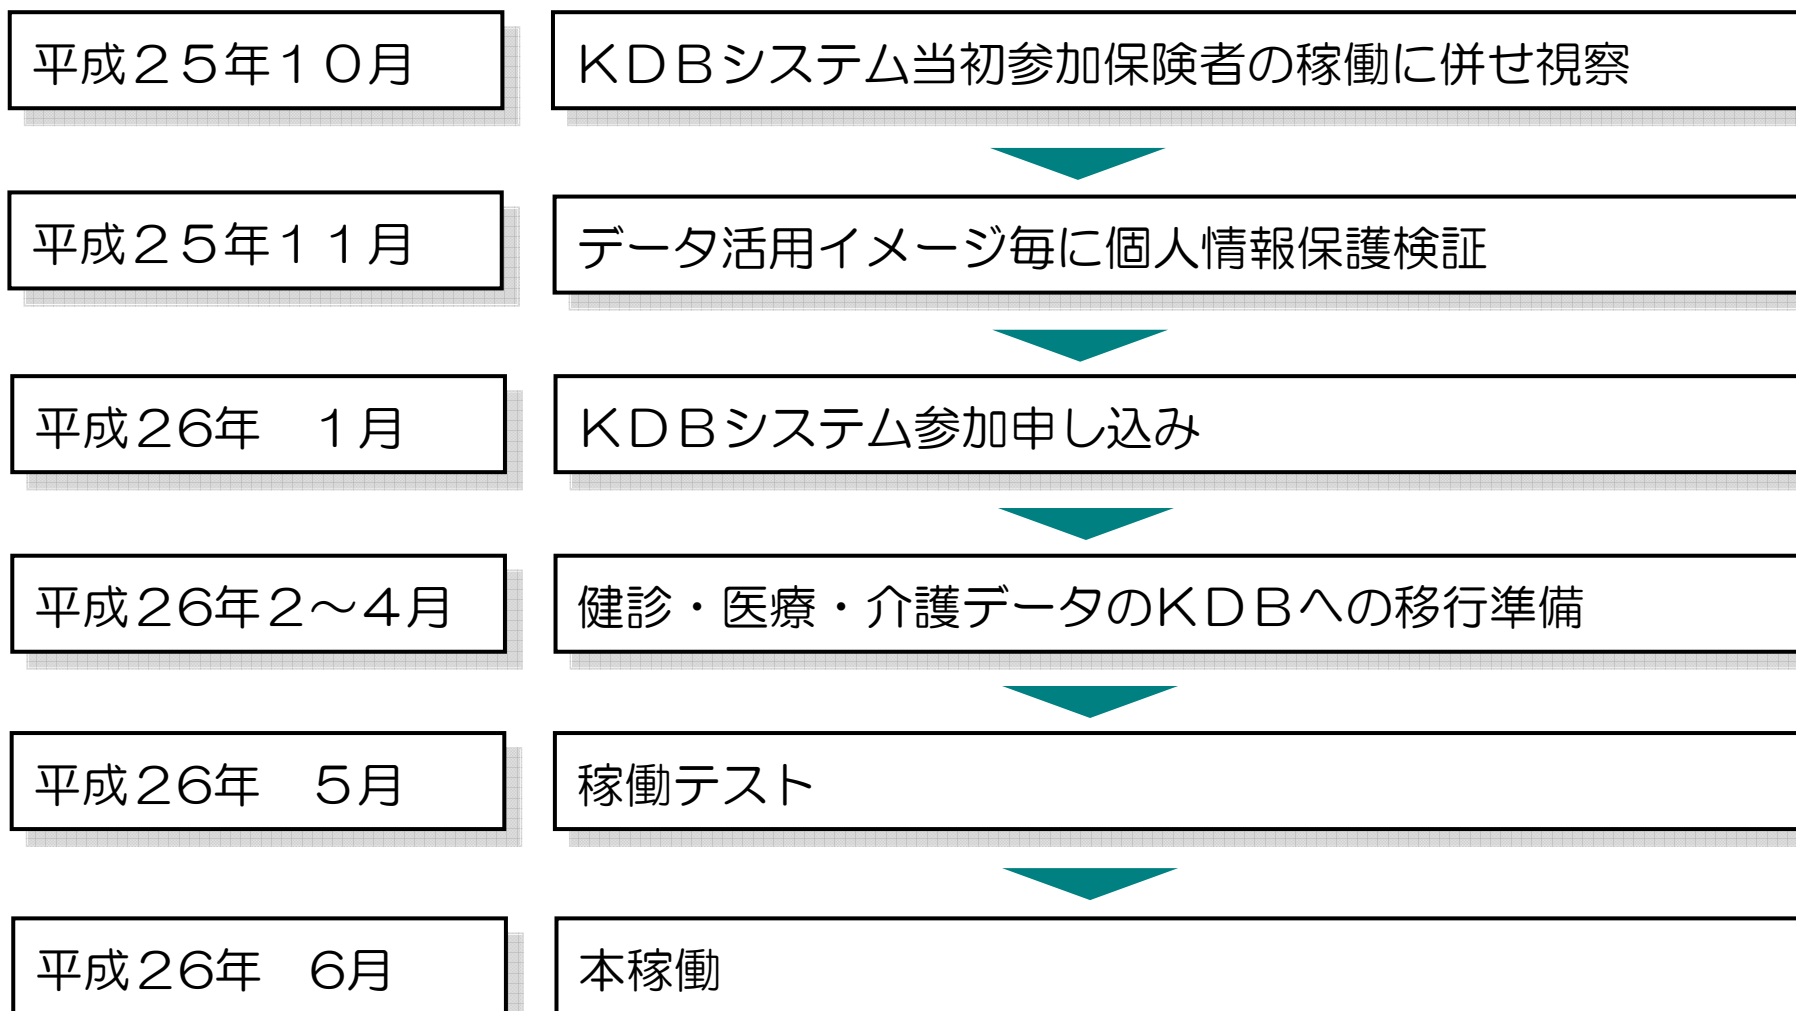 平成２５年１０月
ＫＤＢシステム当初参加保険者の稼働に併せ視察
平成２５年１１月
データ活用イメージ毎に個人情報保護検証
平成２６年　１月
ＫＤＢシステム参加申し込み
平成２６年２～４月
健診・医療・介護データのＫＤＢへの移行準備
平成２６年　５月
稼働テスト
平成２６年　６月
本稼働